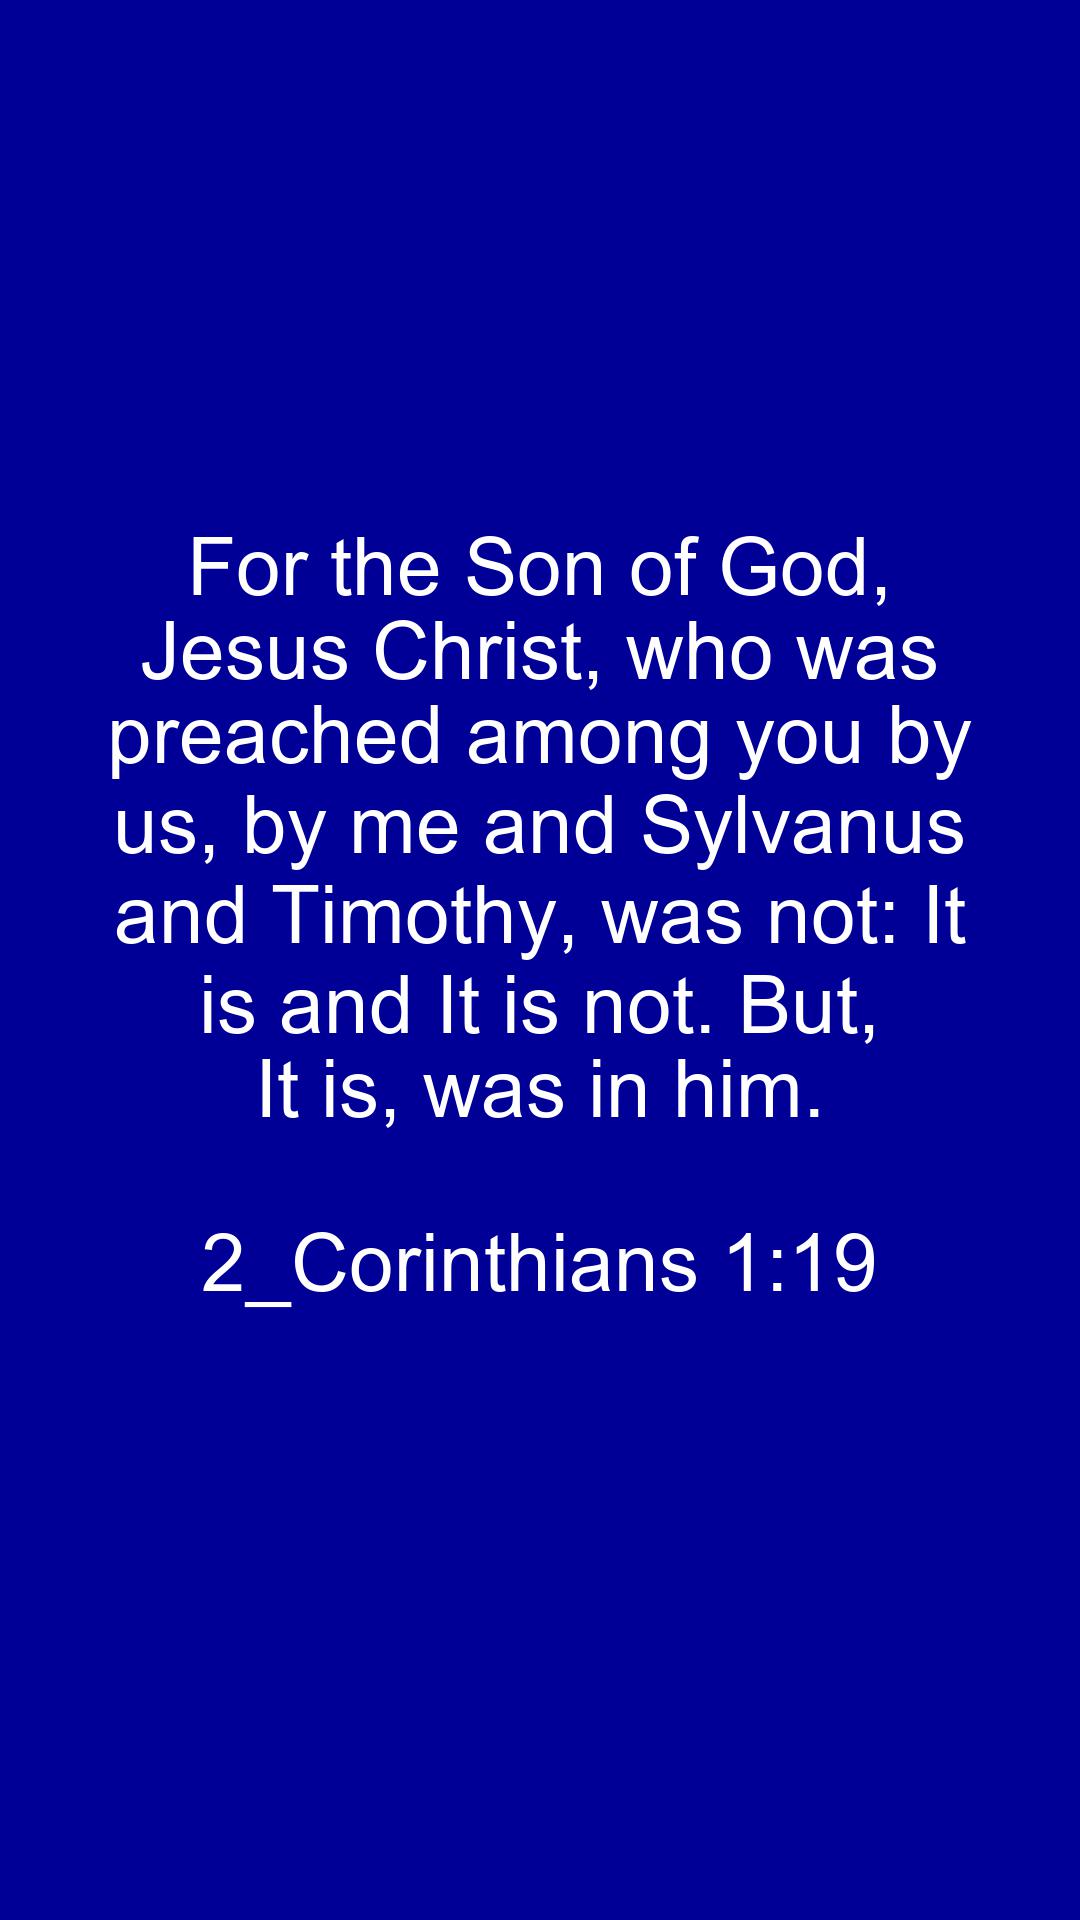 For the Son of God,
Jesus Christ, who was
preached among you by
us, by me and Sylvanus
and Timothy, was not: It
is and It is not. But,
It is, was in him.
2_Corinthians 1:19